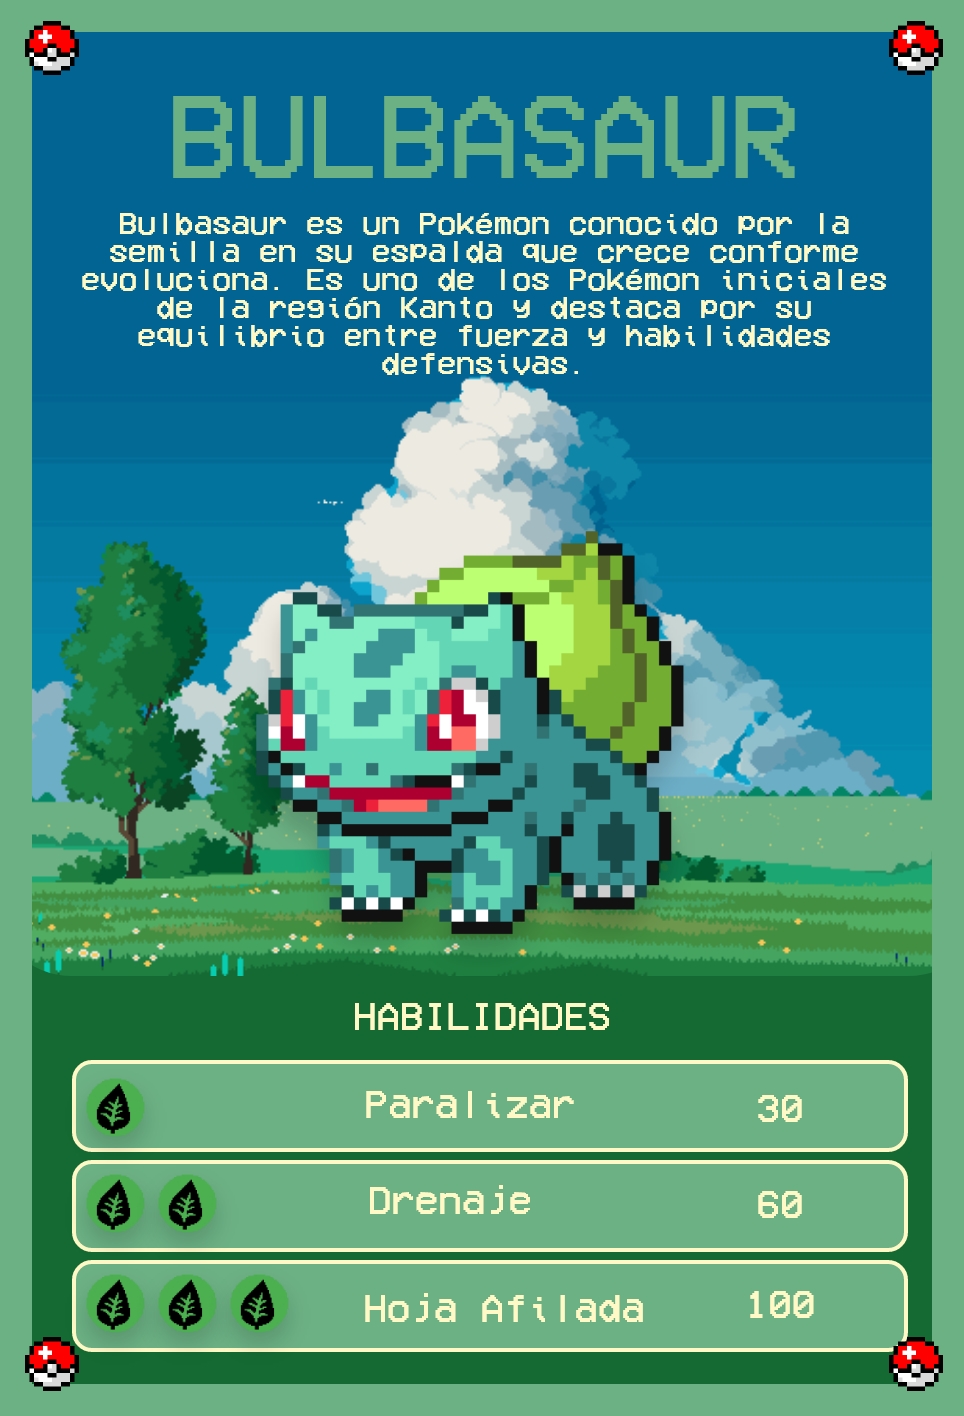 BULBASAUR
Bulbasaur es un Pokémon conocido por la
semilla en su espalda que crece conforme
evoluciona. Es uno de los Pokémon iniciales
de la región Kanto y destaca por su
equilibrio entre fuerza y habilidades
defensivas.
HABILIDADES
Paralizar 30
Drenaje 60
Hoja Afilada 100